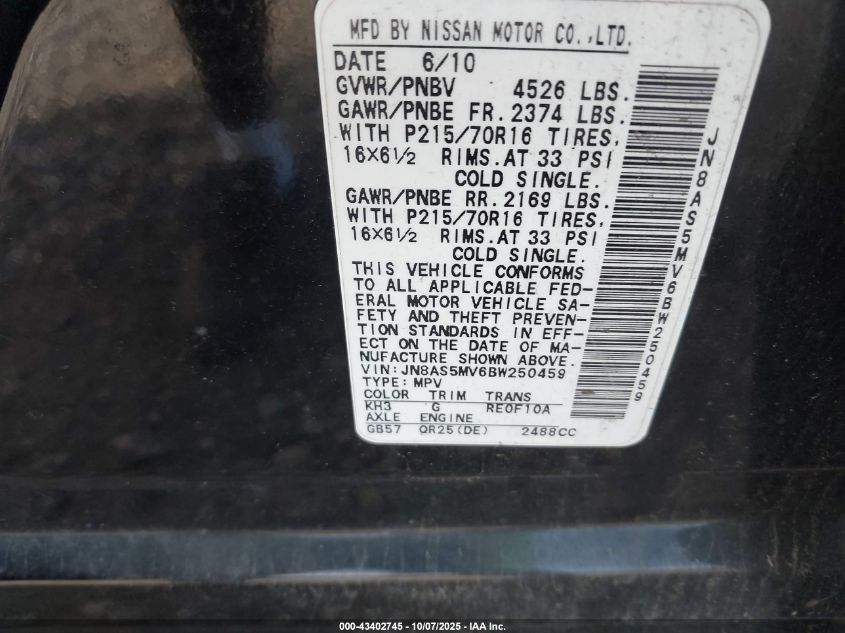 MFD BY NISSAN MOTOR CO.,LTD.
DATE 6/10
GVWR/PNBV 4526 LBS.
GAWR/PNBE FR. 2374 LBS.
WITH P215/70R16 TIRES,
16X6½ RIMS. AT 33 PSI
COLD SINGLE.
GAWR/PNBE RR. 2169 LBS.
WITH P215/70R16 TIRES,
16X6½ RIMS. AT 33 PSI
COLD SINGLE.
THIS VEHICLE CONFORMS
TO ALL APPLICABLE FED-
ERAL MOTOR VEHICLE SA-
FETY AND THEFT PREVEN-
TION STANDARDS IN EFF-
ECT ON THE DATE OF MA-
NUFACTURE SHOWN ABOVE.
VIN: JN8AS5MV6BW250459
TYPE: MPV
COLOR TRIM TRANS
KH3 G RE0F10A
AXLE ENGINE
GB57 QR25(DE) 2488CC
JN8AS5MV6BW250459
000-43402745 - 10/07/2025 - IAA Inc.